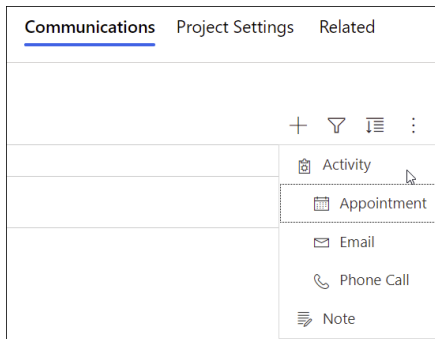 Communications Project Settings Related
Activity
Appointment
Email
Phone Call
Note